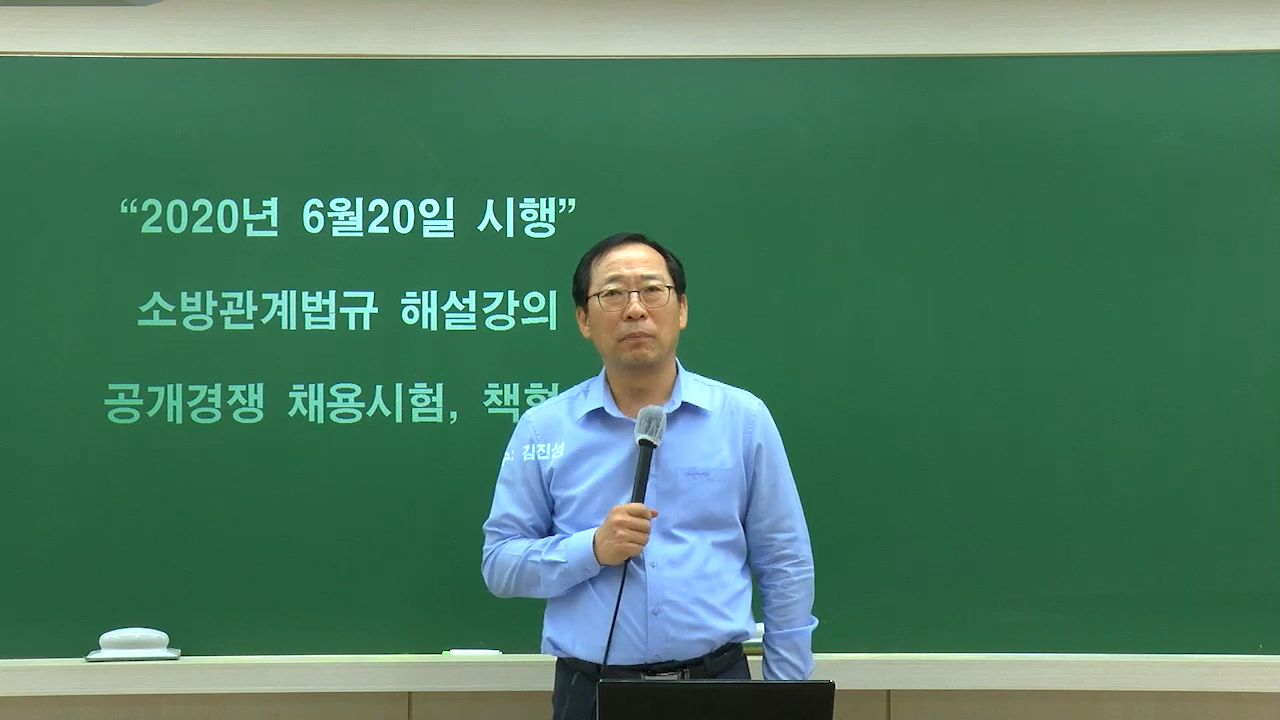 “2020년 6월20일 시행”
소방관계법규 해설강의
공개경쟁 채용시험,
김진성